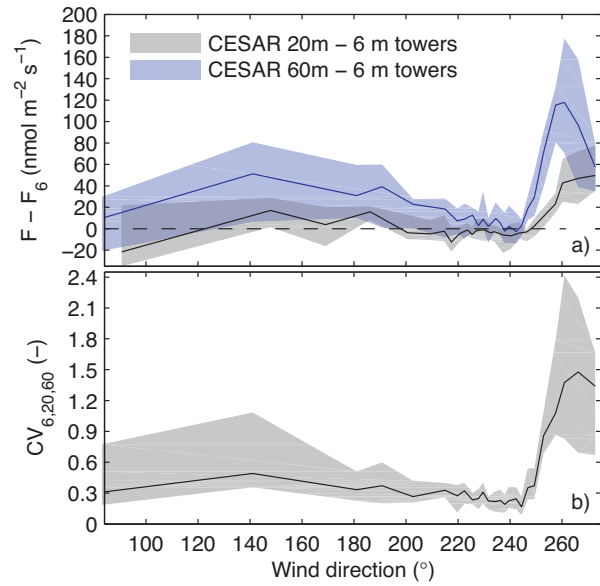 200
180
160
140
120
100
80
60
40
20
0
−20
F − F6 (nmol m−2 s−1)
CESAR 20m − 6 m towers
CESAR 60m − 6 m towers
a)
2.4
2.1
1.8
1.5
1.2
0.9
0.6
0.3
0
CV6,20,60 (−)
b)
100 120 140 160 180 200 220 240 260
Wind direction (°)